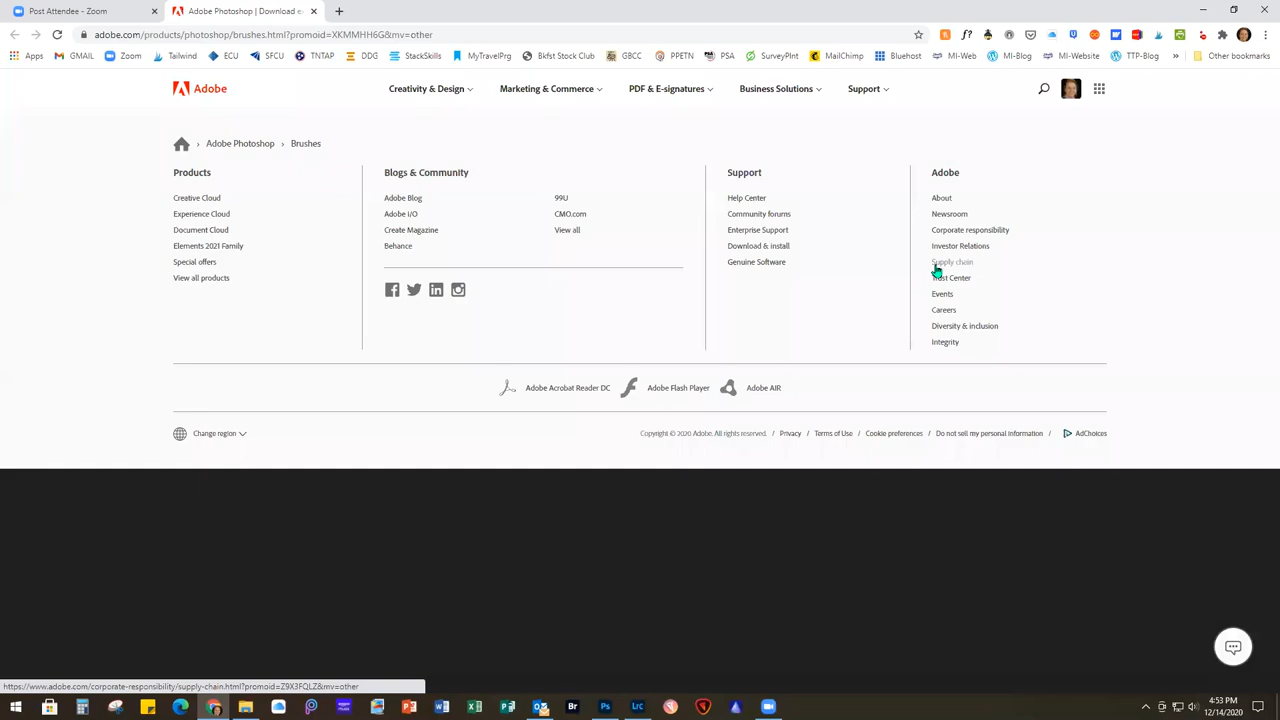 Post Attendee - Zoom
Adobe Photoshop | Download ex
adobe.com/products/photoshop/brushes.html?promoid=XKMMHH6G&mv=other
Apps GMAIL Zoom Tailwind ECU SFCU TNTAP DDG StackSkills MyTravelPrg Bkfst Stock Club GBCC PPETN PSA SurveyPlnt MailChimp Bluehost MI-Web MI-Blog MI-Website TTP-Blog » Other bookmarks
Adobe
Creativity & Design Marketing & Commerce PDF & E-signatures Business Solutions Support
Adobe Photoshop Brushes
Products
Creative Cloud
Experience Cloud
Document Cloud
Elements 2021 Family
Special offers
View all products
Blogs & Community
Adobe Blog
Adobe I/O
Create Magazine
Behance
99U
CMO.com
View all
Support
Help Center
Community forums
Enterprise Support
Download & install
Genuine Software
Adobe
About
Newsroom
Corporate responsibility
Investor Relations
Supply chain
Trust Center
Events
Careers
Diversity & inclusion
Integrity
Adobe Acrobat Reader DC Adobe Flash Player Adobe AIR
Change region
Copyright © 2020 Adobe. All rights reserved. / Privacy / Terms of Use / Cookie preferences / Do not sell my personal information / AdChoices
https://www.adobe.com/corporate-responsibility/supply-chain.html?promoid=Z9X3FQLZ&mv=other
Br Ps LrC
4:53 PM
12/14/2020